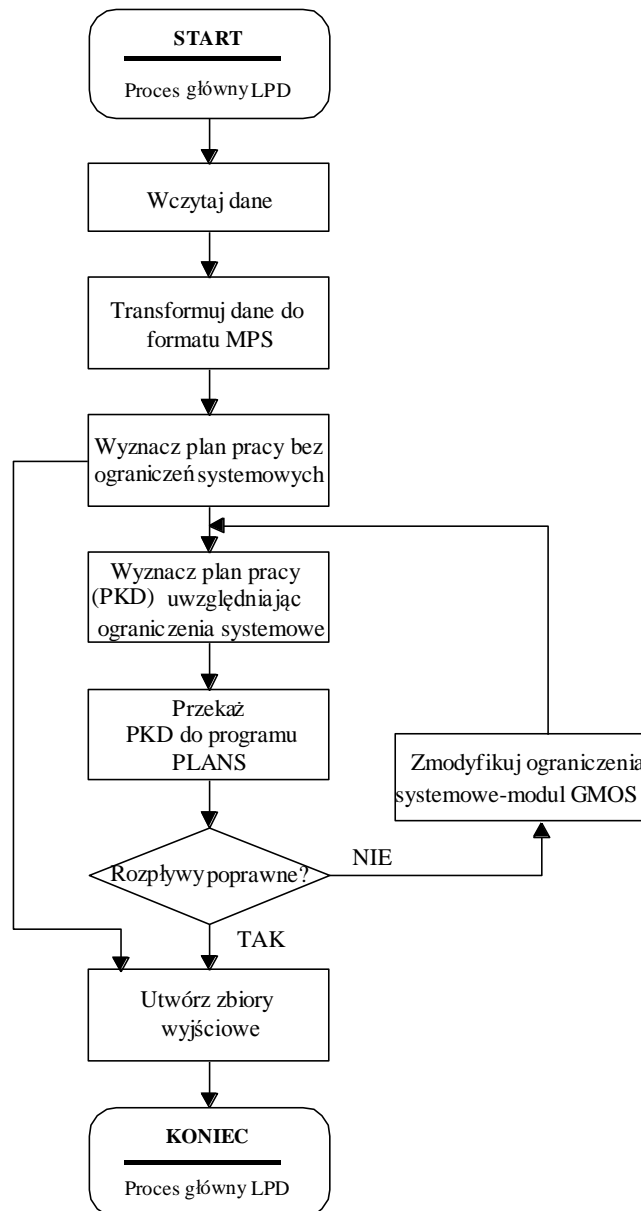 START
Proces główny LPD
Wczytaj dane
Transformuj dane do
formatu MPS
Wyznacz plan pracy bez
ograniczeń systemowych
Wyznacz plan pracy
(PKD) uwzględniając
ograniczenia systemowe
Przekaż
PKD do programu
PLANS
Zmodyfikuj ograniczenia
systemowe-modul GMOS
Rozpływy poprawne?
NIE
TAK
Utwórz zbiory
wyjściowe
KONIEC
Proces główny LPD